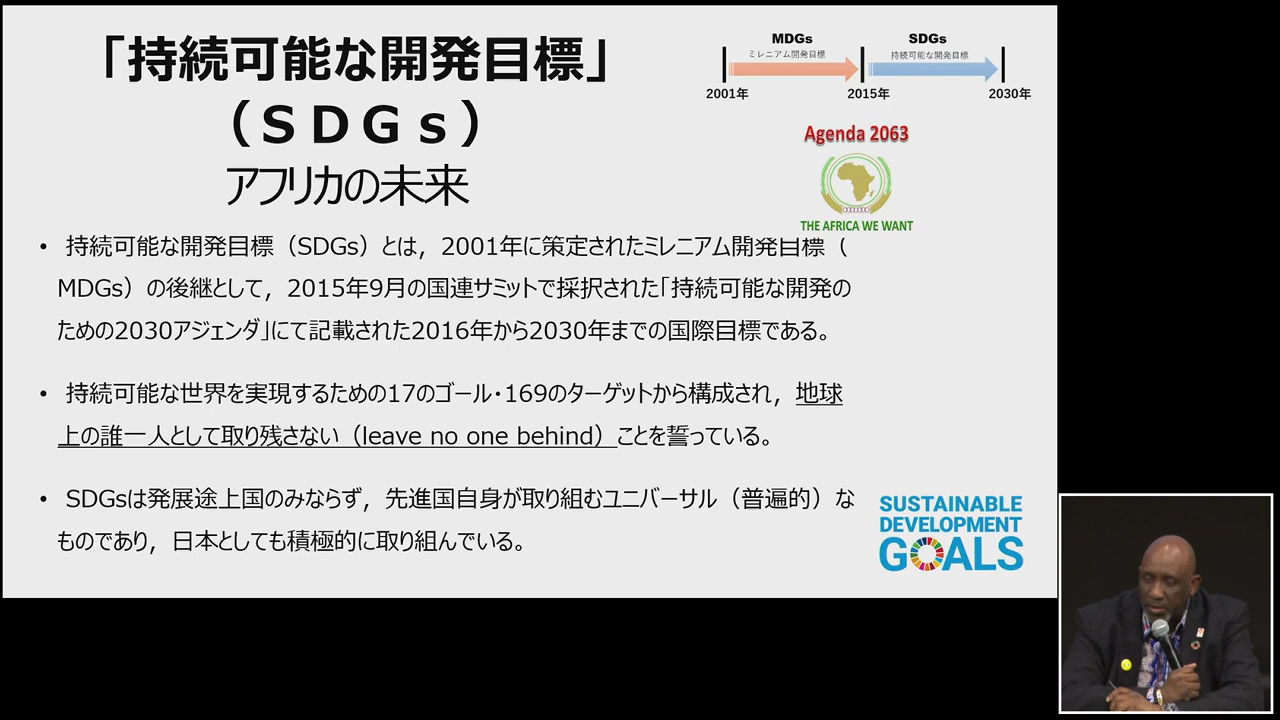 「持続可能な開発目標」
（ＳＤＧｓ）
アフリカの未来
MDGs
ミレニアム開発目標
SDGs
持続可能な開発目標
2001年
2015年
2030年
Agenda 2063
THE AFRICA WE WANT
• 持続可能な開発目標（SDGs）とは，2001年に策定されたミレニアム開発目標（
MDGs）の後継として，2015年9月の国連サミットで採択された「持続可能な開発の
ための2030アジェンダ」にて記載された2016年から2030年までの国際目標である。
• 持続可能な世界を実現するための17のゴール・169のターゲットから構成され，地球
上の誰一人として取り残さない（leave no one behind）ことを誓っている。
• SDGsは発展途上国のみならず，先進国自身が取り組むユニバーサル（普遍的）な
ものであり，日本としても積極的に取り組んでいる。
SUSTAINABLE
DEVELOPMENT
GOALS